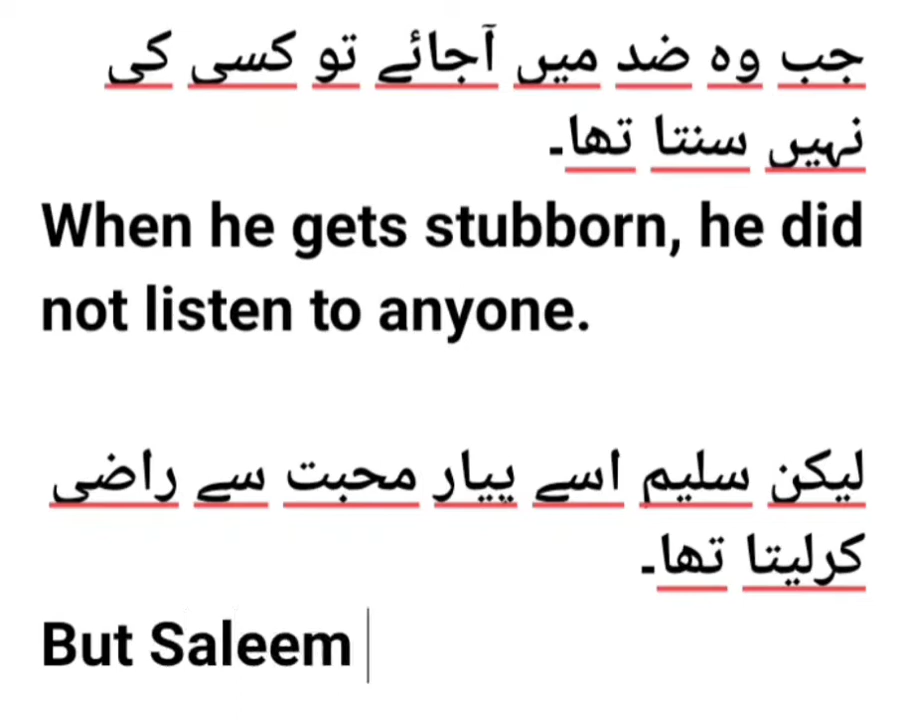 جب وہ ضد میں آجائے تو کسی کی
نہیں سنتا تھا۔
When he gets stubborn, he did
not listen to anyone.
لیکن سلیم اسے پیار محبت سے راضی
کرلیتا تھا۔
But Saleem